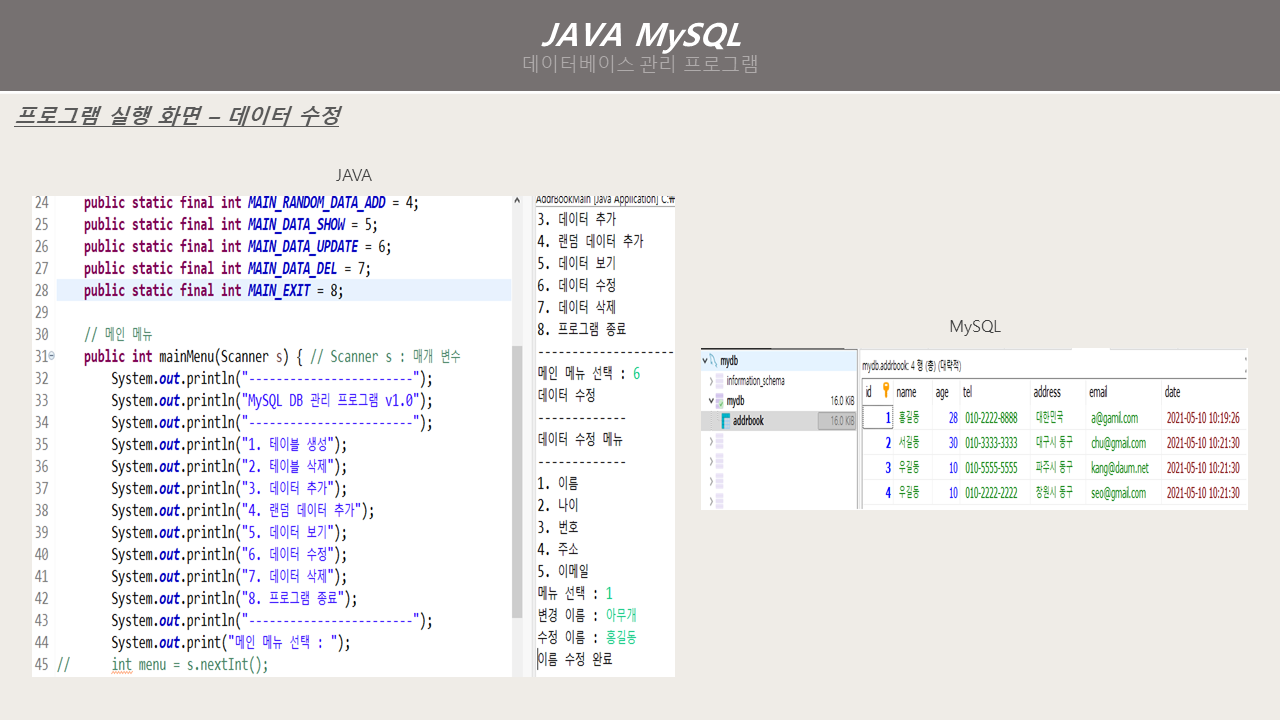 JAVA MySQL
데이터베이스 관리 프로그램
프로그램 실행 화면 – 데이터 수정
JAVA
24 public static final int MAIN_RANDOM_DATA_ADD = 4;
25 public static final int MAIN_DATA_SHOW = 5;
26 public static final int MAIN_DATA_UPDATE = 6;
27 public static final int MAIN_DATA_DEL = 7;
28 public static final int MAIN_EXIT = 8;
29
30 // 메인 메뉴
31 public int mainMenu(Scanner s) { // Scanner s : 매개 변수
32 System.out.println("------------------------");
33 System.out.println("MySQL DB 관리 프로그램 v1.0");
34 System.out.println("------------------------");
35 System.out.println("1. 테이블 생성");
36 System.out.println("2. 테이블 삭제");
37 System.out.println("3. 데이터 추가");
38 System.out.println("4. 랜덤 데이터 추가");
39 System.out.println("5. 데이터 보기");
40 System.out.println("6. 데이터 수정");
41 System.out.println("7. 데이터 삭제");
42 System.out.println("8. 프로그램 종료");
43 System.out.println("------------------------");
44 System.out.print("메인 메뉴 선택 : ");
45 // int menu = s.nextInt();
AddrBookMain [Java Application] C:₩
3. 데이터 추가
4. 랜덤 데이터 추가
5. 데이터 보기
6. 데이터 수정
7. 데이터 삭제
8. 프로그램 종료
--------------------
메인 메뉴 선택 : 6
데이터 수정
-------------
데이터 수정 메뉴
-------------
1. 이름
2. 나이
3. 번호
4. 주소
5. 이메일
메뉴 선택 : 1
변경 이름 : 아무개
수정 이름 : 홍길동
이름 수정 완료
MySQL
mydb
information_schema
mydb 16.0 KiB
addrbook 16.0 KiB
mydb.addrbook: 4 행 (총) (대략적)
id name age tel address email date
1 홍길동 28 010-2222-8888 대한민국 a@gaml.com 2021-05-10 10:19:26
2 서길동 30 010-3333-3333 대구시 동구 chu@gmail.com 2021-05-10 10:21:30
3 우길동 10 010-5555-5555 파주시 동구 kang@daum.net 2021-05-10 10:21:30
4 우길동 10 010-2222-2222 창원시 동구 seo@gmail.com 2021-05-10 10:21:30